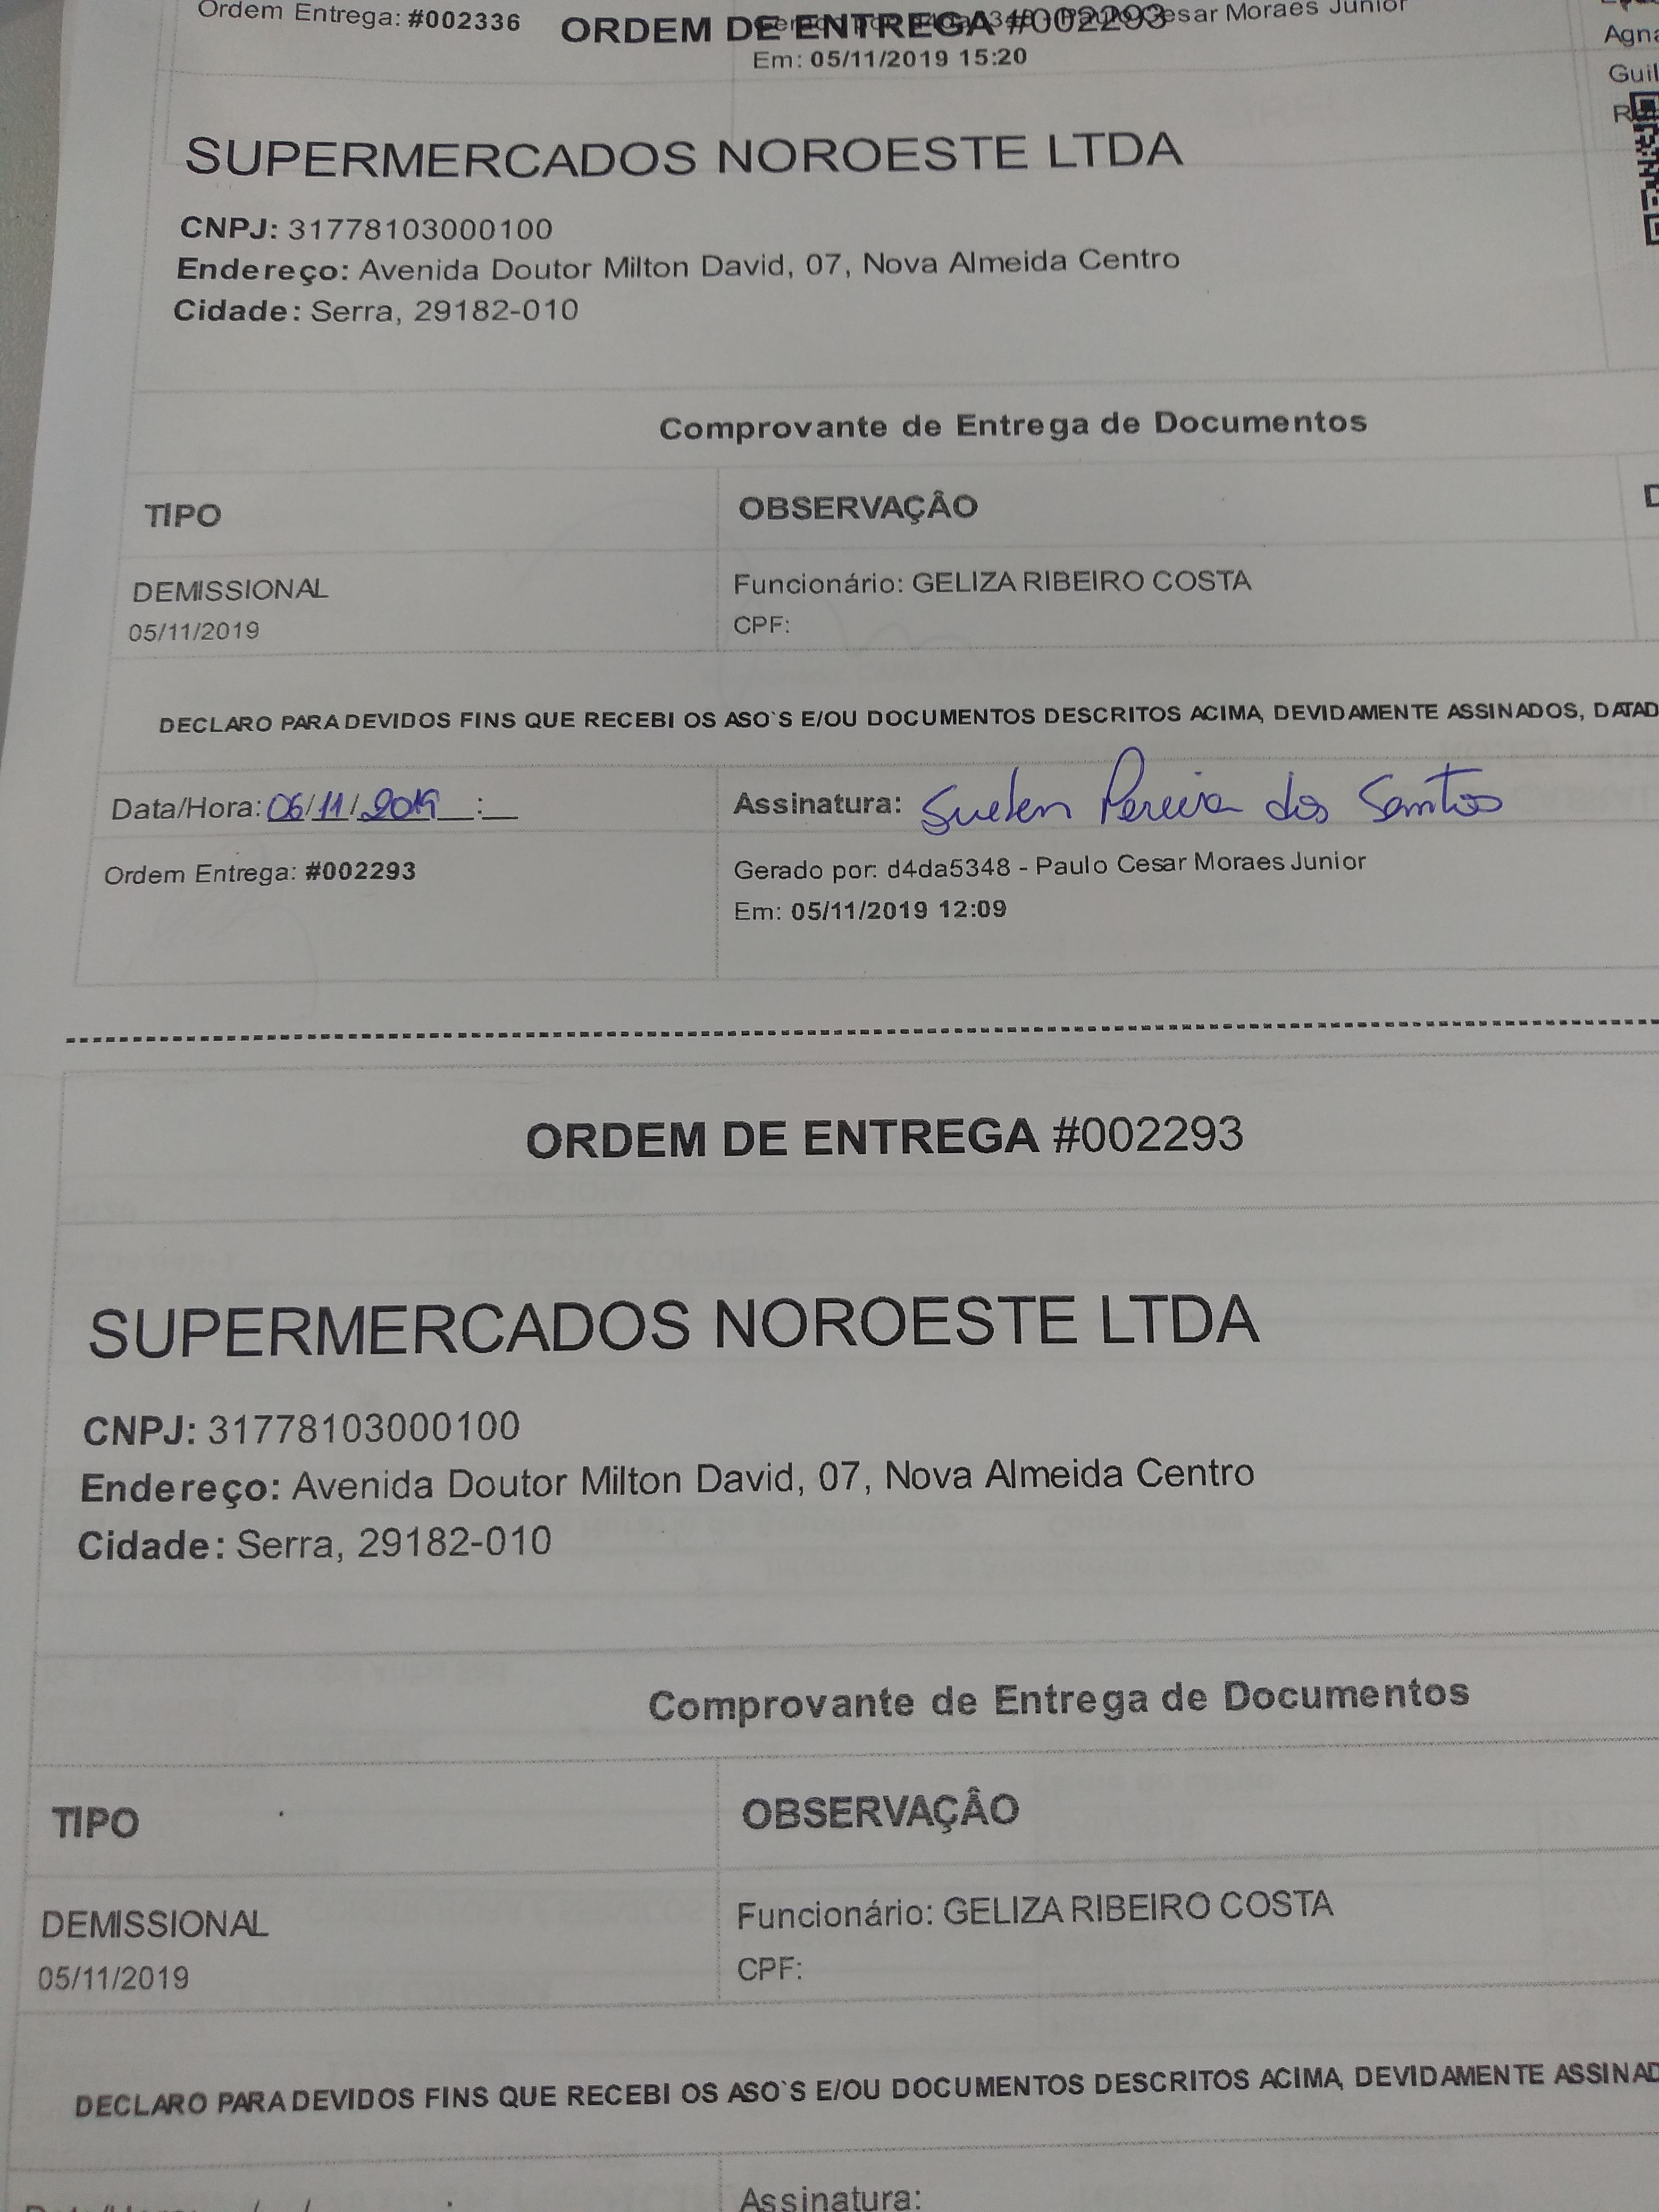 Ordem Entrega: #002336
ORDEM DE ENTREGA #002293
esar Moraes Junior
Em: 05/11/2019 15:20
Agna
Guil
SUPERMERCADOS NOROESTE LTDA
CNPJ: 31778103000100
Endereço: Avenida Doutor Milton David, 07, Nova Almeida Centro
Cidade: Serra, 29182-010
Comprovante de Entrega de Documentos
TIPO OBSERVAÇÂO
DEMISSIONAL Funcionário: GELIZA RIBEIRO COSTA
05/11/2019 CPF:
DECLARO PARA DEVIDOS FINS QUE RECEBI OS ASO`S E/OU DOCUMENTOS DESCRITOS ACIMA, DEVIDAMENTE ASSINADOS, DATAD
Data/Hora: 06/11/2019 __:__ Assinatura: Suelen Pereira dos Santos
Ordem Entrega: #002293 Gerado por: d4da5348 - Paulo Cesar Moraes Junior
Em: 05/11/2019 12:09
ORDEM DE ENTREGA #002293
SUPERMERCADOS NOROESTE LTDA
CNPJ: 31778103000100
Endereço: Avenida Doutor Milton David, 07, Nova Almeida Centro
Cidade: Serra, 29182-010
Comprovante de Entrega de Documentos
TIPO OBSERVAÇÂO
DEMISSIONAL Funcionário: GELIZA RIBEIRO COSTA
05/11/2019 CPF:
DECLARO PARA DEVIDOS FINS QUE RECEBI OS ASO`S E/OU DOCUMENTOS DESCRITOS ACIMA, DEVIDAMENTE ASSINAD
Assinatura: